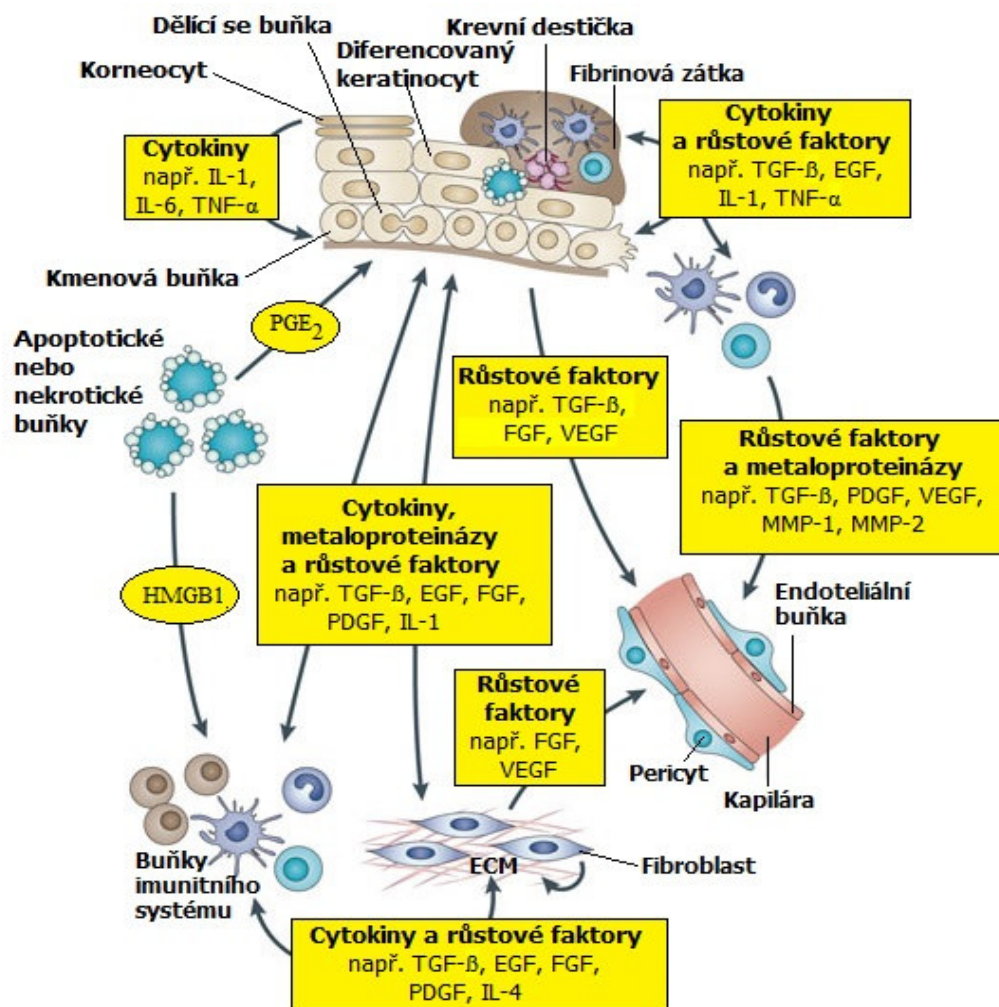 Dělící se buňka
Krevní destička
Korneocyt
Diferencovaný
keratinocyt
Fibrinová zátka
Cytokiny
např. IL-1,
IL-6, TNF-α
Cytokiny
a růstové faktory
např. TGF-ß, EGF,
IL-1, TNF-α
Kmenová buňka
PGE2
Apoptotické
nebo
nekrotické
buňky
Růstové faktory
např. TGF-ß,
FGF, VEGF
Růstové faktory
a metaloproteinázy
např. TGF-ß, PDGF, VEGF,
MMP-1, MMP-2
Cytokiny,
metaloproteinázy
a růstové faktory
např. TGF-ß, EGF, FGF,
PDGF, IL-1
HMGB1
Endoteliální
buňka
Růstové
faktory
např. FGF,
VEGF
Pericyt
Kapilára
Buňky
imunitního
systému
ECM
Fibroblast
Cytokiny a růstové faktory
např. TGF-ß, EGF, FGF,
PDGF, IL-4